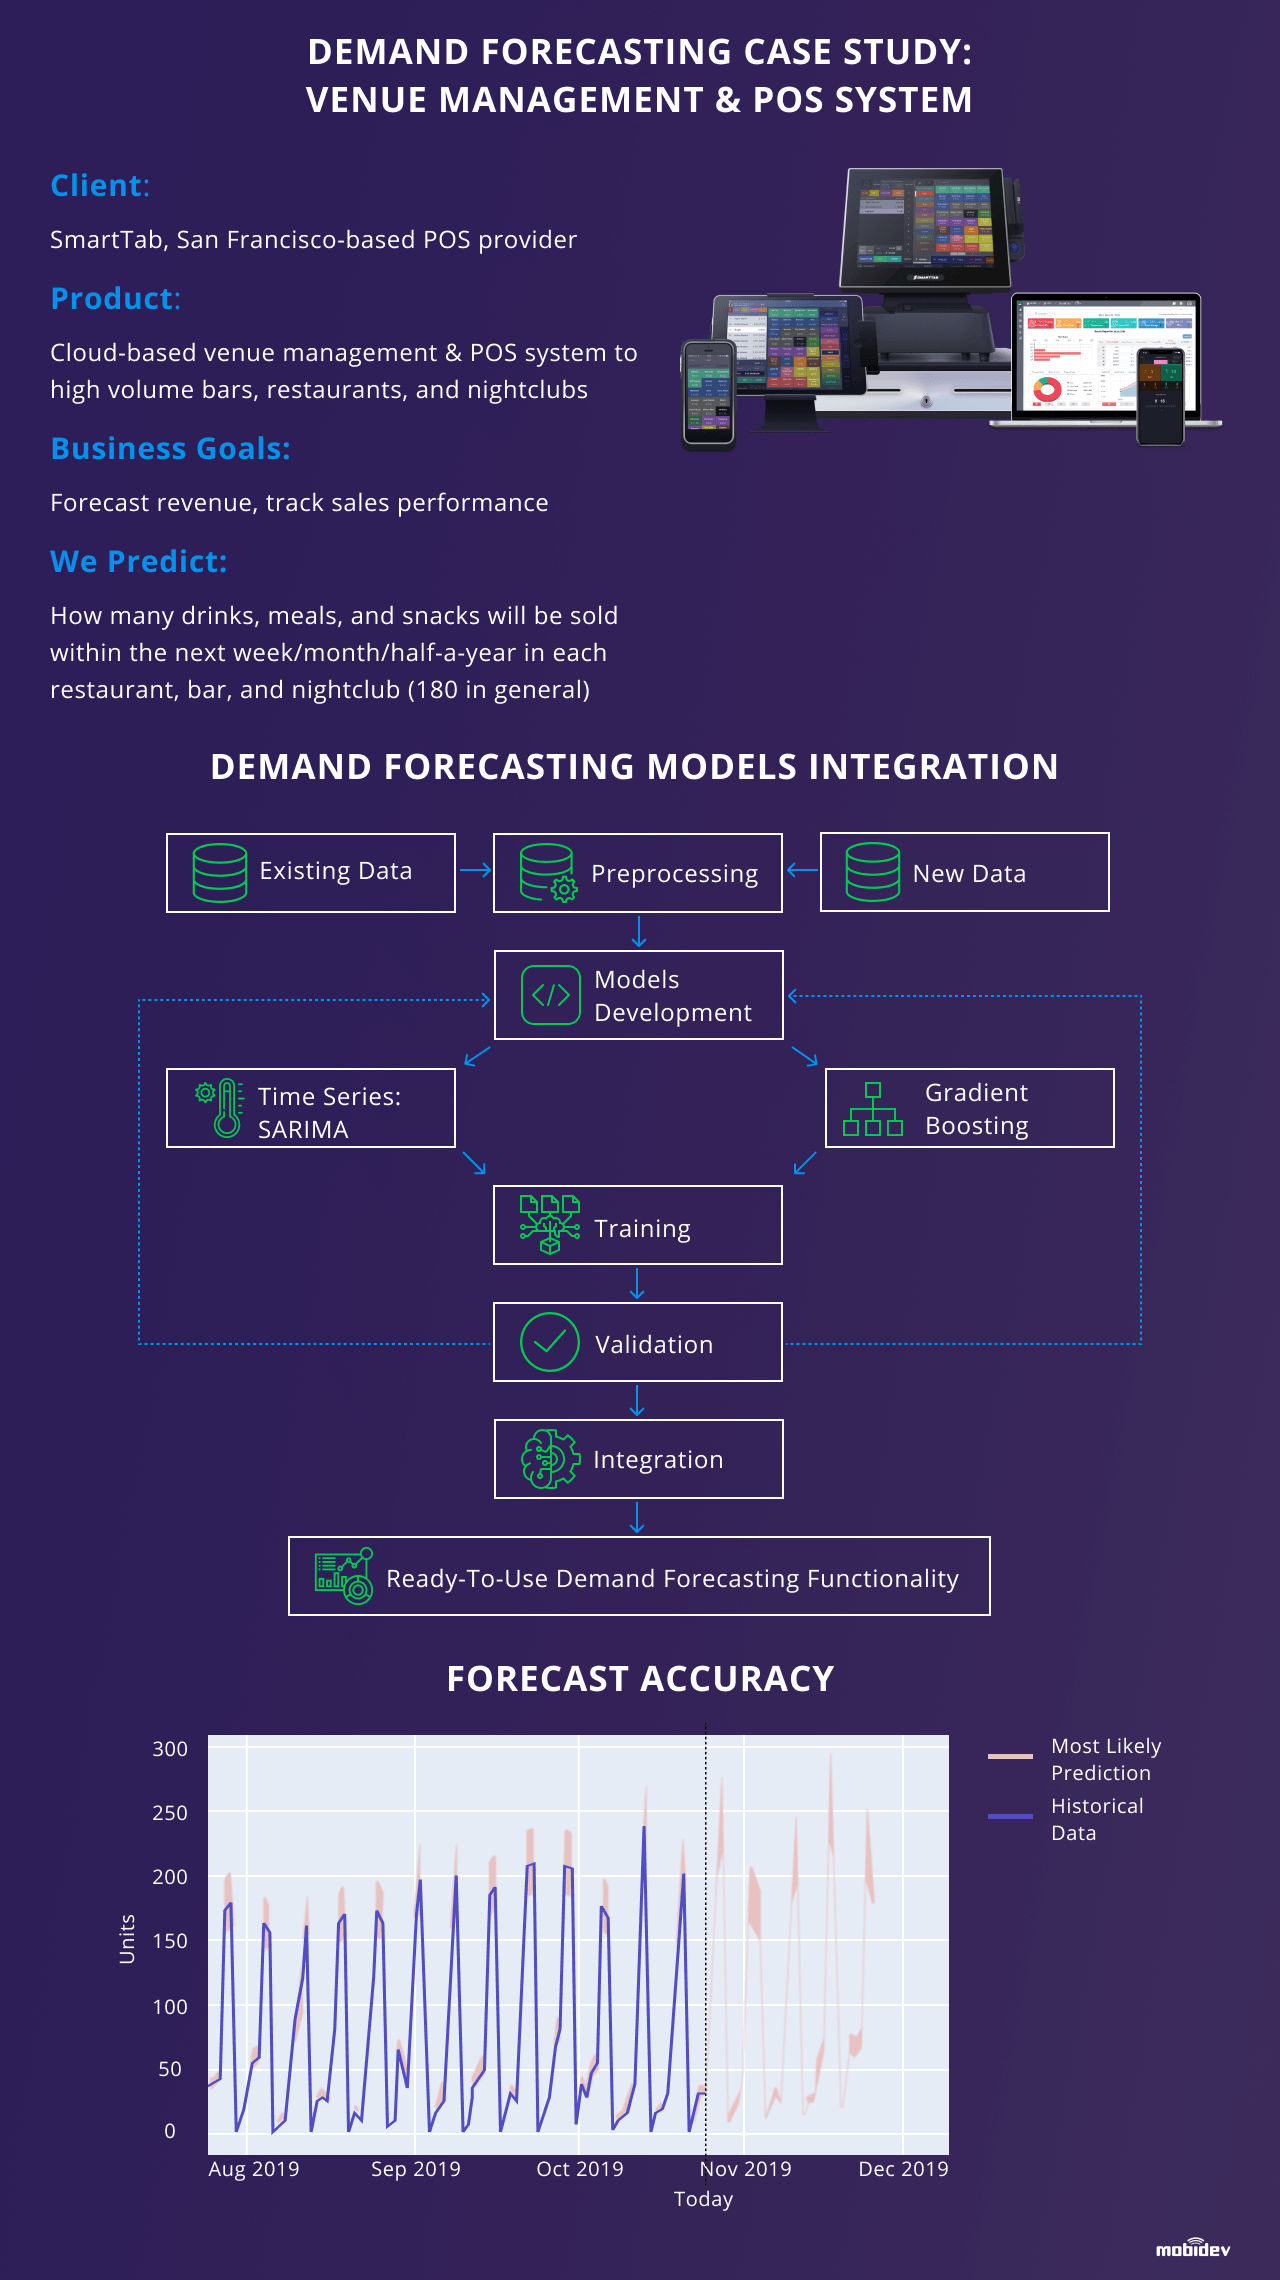 DEMAND FORECASTING CASE STUDY:
VENUE MANAGEMENT & POS SYSTEM
Client:
SmartTab, San Francisco-based POS provider
Product:
Cloud-based venue management & POS system to
high volume bars, restaurants, and nightclubs
Business Goals:
Forecast revenue, track sales performance
We Predict:
How many drinks, meals, and snacks will be sold
within the next week/month/half-a-year in each
restaurant, bar, and nightclub (180 in general)
SMARTTAB
DEMAND FORECASTING MODELS INTEGRATION
Existing Data
Preprocessing
New Data
Models
Development
Time Series:
SARIMA
Gradient
Boosting
Training
Validation
Integration
Ready-To-Use Demand Forecasting Functionality
FORECAST ACCURACY
300
250
200
150
100
50
0
Units
Aug 2019
Sep 2019
Oct 2019
Nov 2019
Dec 2019
Today
Most Likely
Prediction
Historical
Data
mobidev